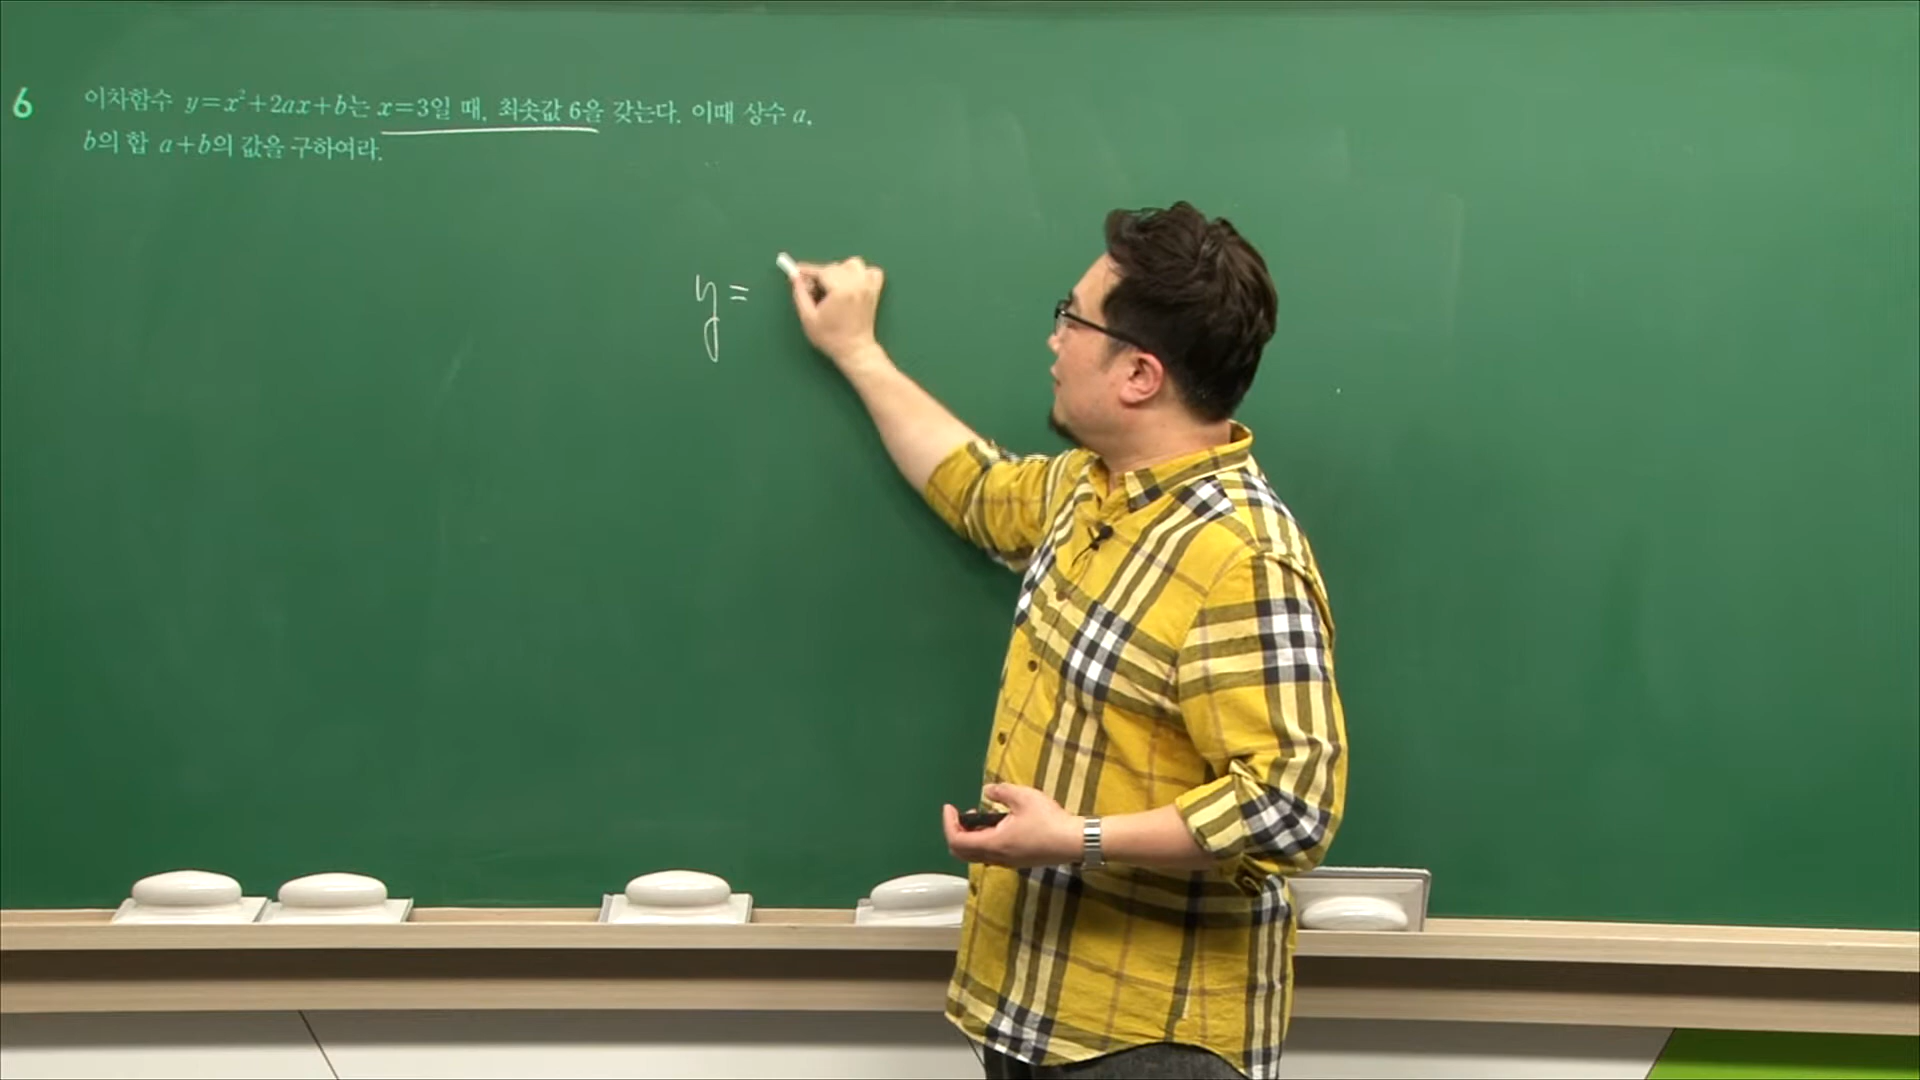 6 이차함수 y=x²+2ax+b는 x=3일 때, 최솟값 6을 갖는다. 이때 상수 a,
b의 합 a+b의 값을 구하여라.
y=